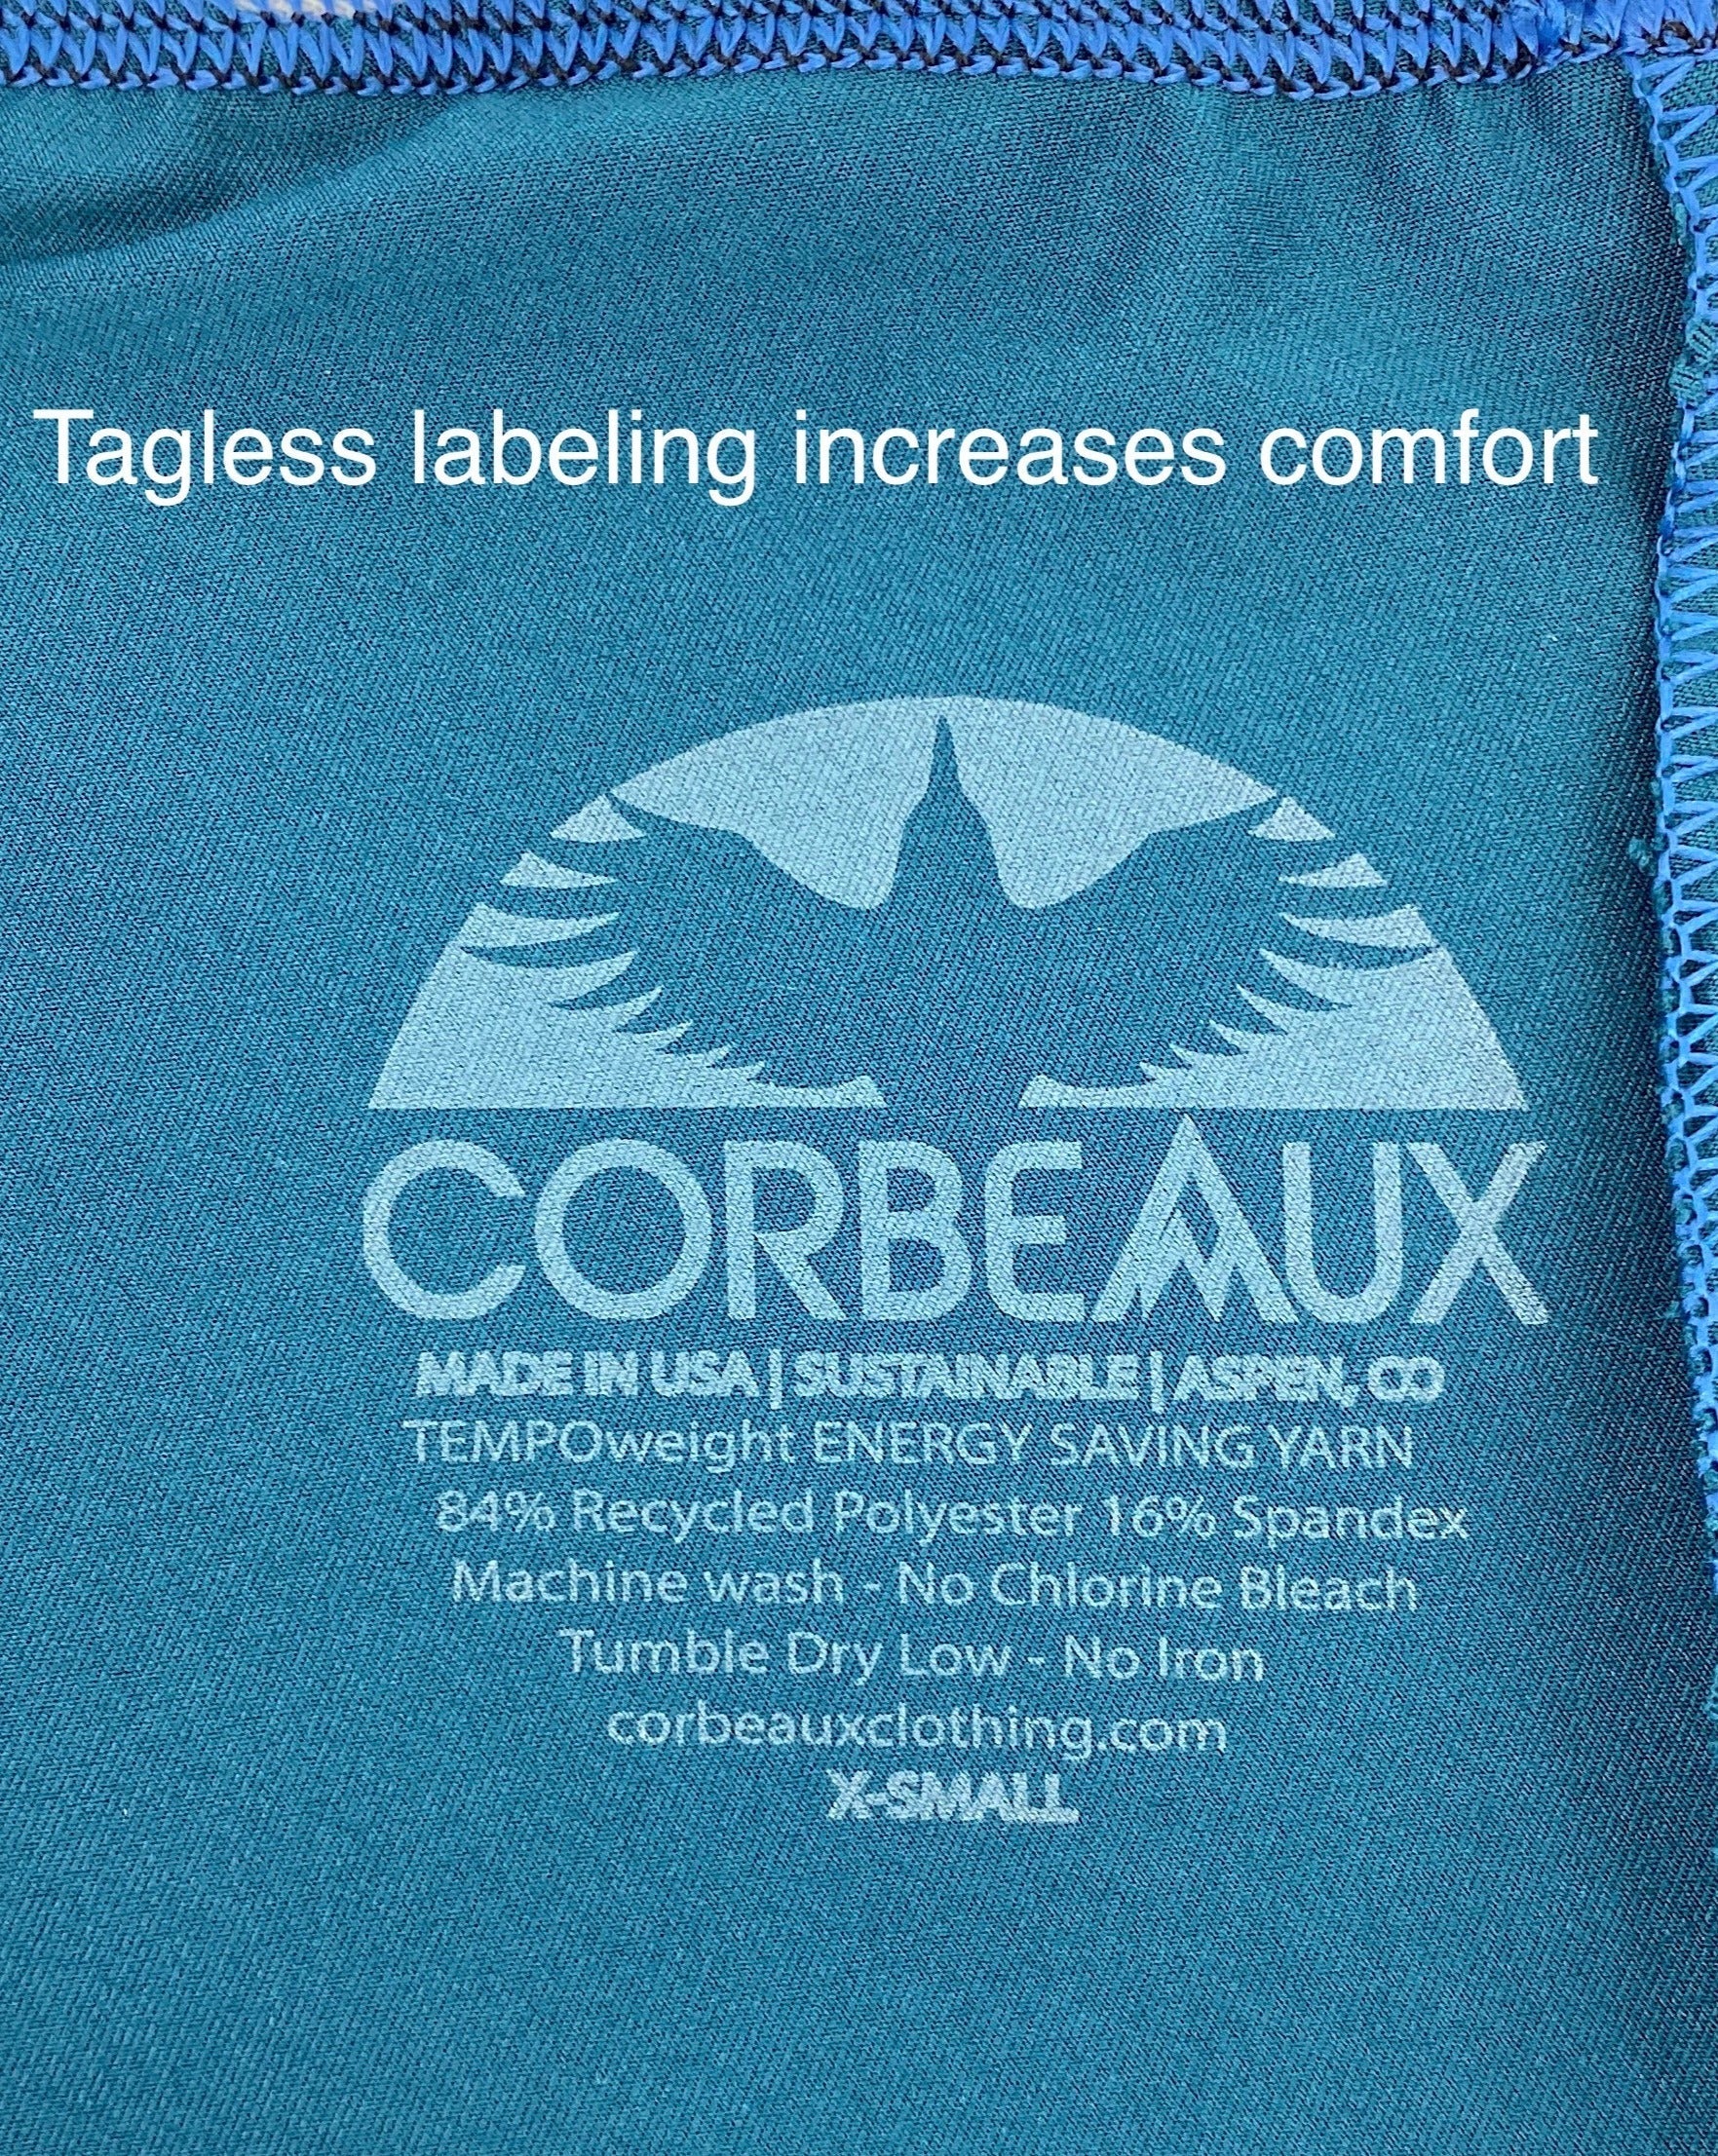 Tagless labeling increases comfort
CORBEAUX
MADE IN USA | SUSTAINABLE | ASPEN, CO
TEMPOweight ENERGY SAVING YARN
84% Recycled Polyester 16% Spandex
Machine wash - No Chlorine Bleach
Tumble Dry Low - No Iron
corbeauxclothing.com
X-SMALL